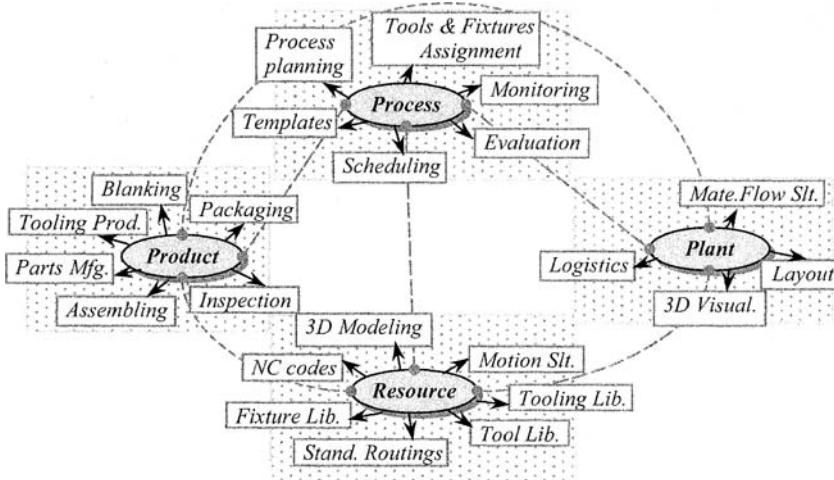 Process
planning
Tools & Fixtures
Assignment
Monitoring
Process
Templates
Evaluation
Scheduling
Blanking
Packaging
Tooling Prod.
Product
Parts Mfg.
Inspection
Assembling
Mate.Flow Slt.
Plant
Logistics
Layout
3D Visual.
3D Modeling
NC codes
Motion Slt.
Resource
Tooling Lib.
Fixture Lib.
Tool Lib.
Stand. Routings